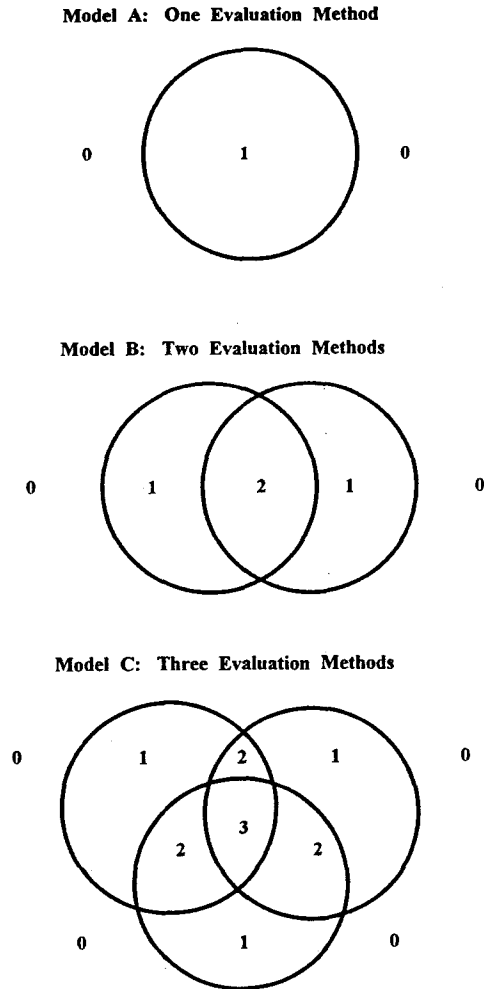 Model A: One Evaluation Method
0 1 0
Model B: Two Evaluation Methods
0 1 2 1 0
Model C: Three Evaluation Methods
0 1 2 1 0
3
2 2
0 1 0